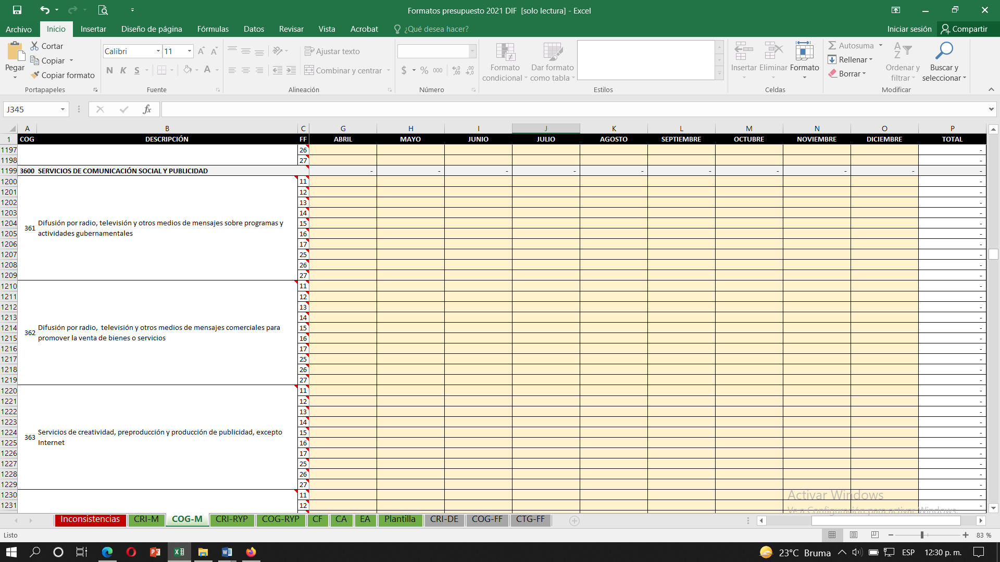 Formatos presupuesto 2021 DIF  [solo lectura] - Excel
Archivo Inicio Insertar Diseño de página Fórmulas Datos Revisar Vista Acrobat ¿Qué desea hacer? Iniciar sesión Compartir
Pegar Cortar Copiar Copiar formato Portapapeles
Calibri 11 N K S Fuente
Ajustar texto Combinar y centrar Alineación
$ % 000 Número
Formato condicional Dar formato como tabla Estilos
Insertar Eliminar Formato Celdas
Autosuma Rellenar Borrar Ordenar y filtrar Buscar y seleccionar Modificar
J345 fx
A B C G H I J K L M N O P
1 COG DESCRIPCIÓN FF ABRIL MAYO JUNIO JULIO AGOSTO SEPTIEMBRE OCTUBRE NOVIEMBRE DICIEMBRE TOTAL
1197 26 -
1198 27 -
1199 3600 SERVICIOS DE COMUNICACIÓN SOCIAL Y PUBLICIDAD - - - - - - - - - -
1200 11 -
1201 12 -
1202 13 -
1203 14 -
1204 Difusión por radio, televisión y otros medios de mensajes sobre programas y 15 -
361
1205 actividades gubernamentales 16 -
1206 17 -
1207 25 -
1208 26 -
1209 27 -
1210 11 -
1211 12 -
1212 13 -
1213 14 -
1214 Difusión por radio,  televisión y otros medios de mensajes comerciales para 15 -
362
1215 promover la venta de bienes o servicios 16 -
1216 17 -
1217 25 -
1218 26 -
1219 27 -
1220 11 -
1221 12 -
1222 13 -
1223 14 -
1224 Servicios de creatividad, preproducción y producción de publicidad, excepto 15 -
363
1225 Internet 16 -
1226 17 -
1227 25 -
1228 26 -
1229 27 -
1230 11 -
1231 12 -
Activar Windows
Ve a Configuración para activar Windows.
Inconsistencias CRI-M COG-M CRI-RYP COG-RYP CF CA EA Plantilla CRI-DE COG-FF CTG-FF
Listo 83 %
23°C Bruma ESP 12:30 p. m.